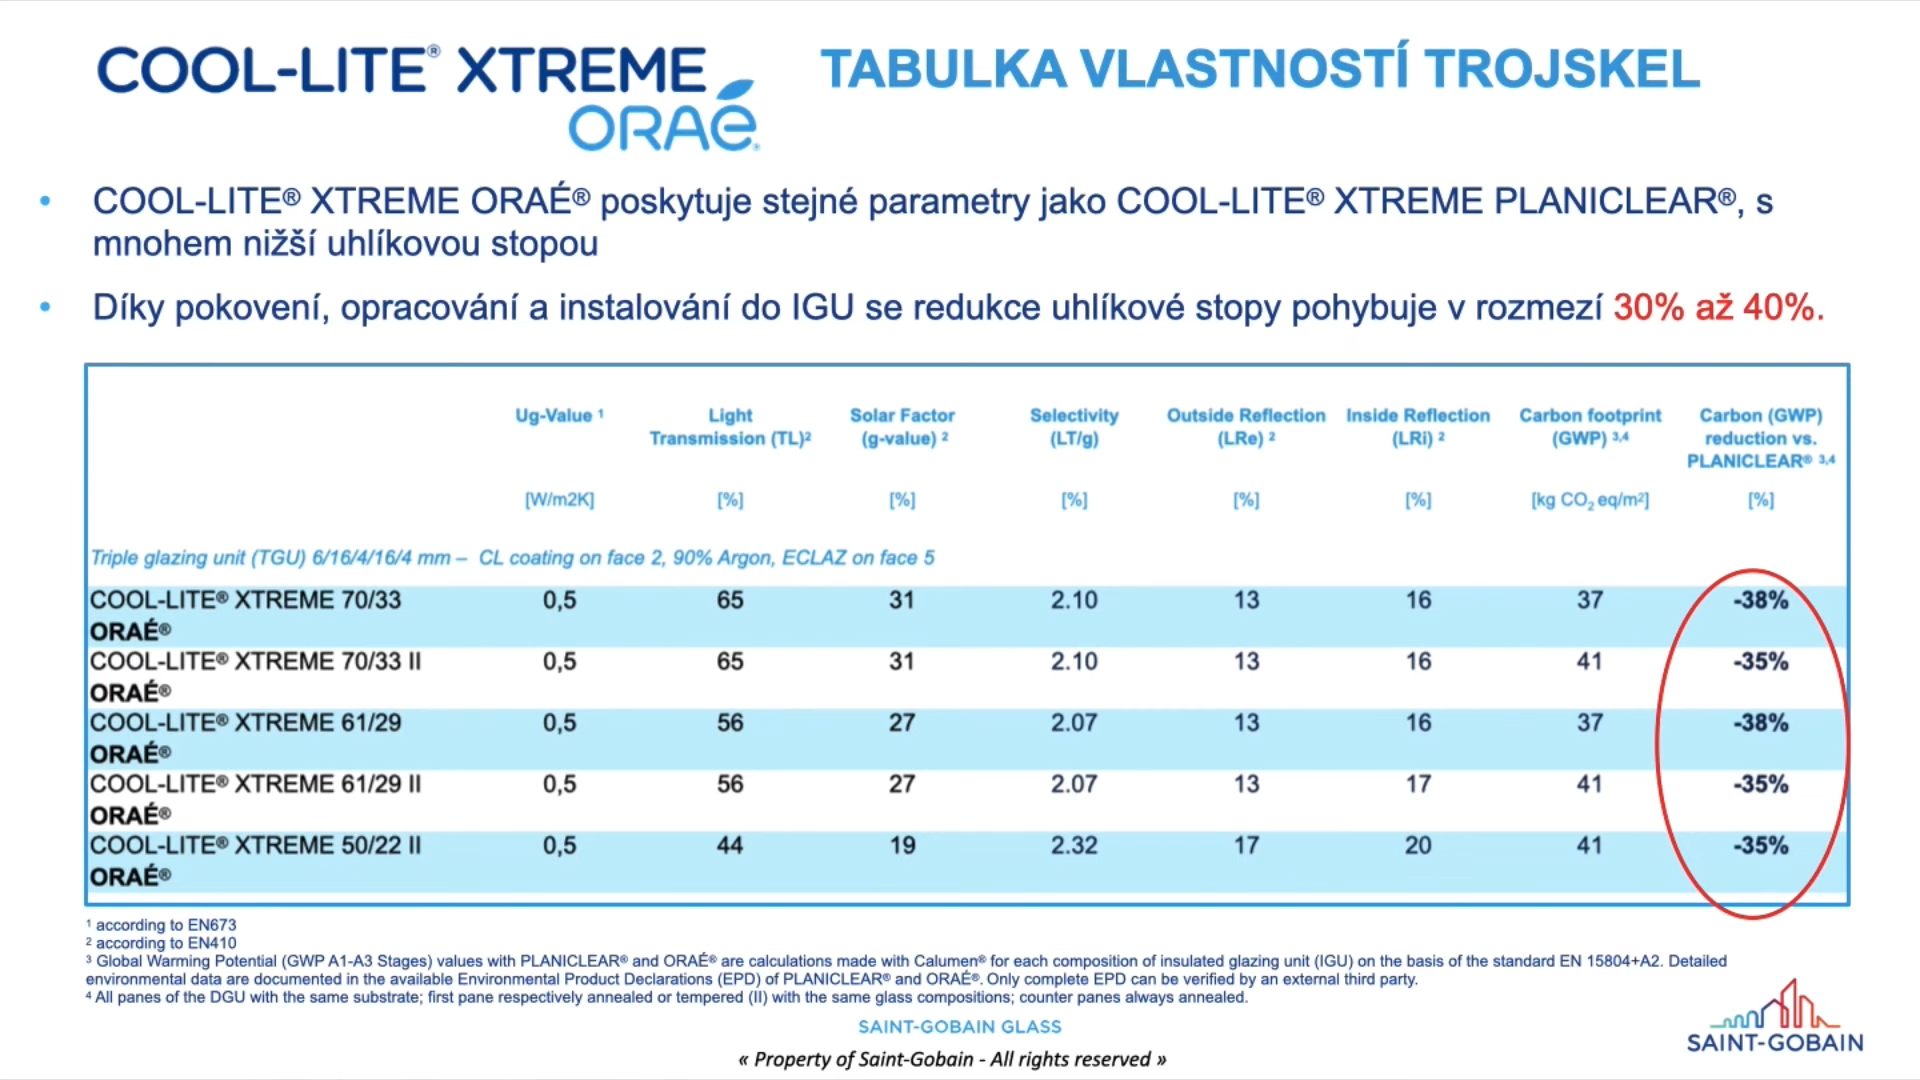 COOL-LITE® XTREME
ORAé®
TABULKA VLASTNOSTÍ TROJSKEL
• COOL-LITE® XTREME ORAÉ® poskytuje stejné parametry jako COOL-LITE® XTREME PLANICLEAR®, s
mnohem nižší uhlíkovou stopou
• Díky pokovení, opracování a instalování do IGU se redukce uhlíkové stopy pohybuje v rozmezí 30% až 40%.
Ug-Value ¹ Light Solar Factor Selectivity Outside Reflection Inside Reflection Carbon footprint Carbon (GWP)
Transmission (TL)² (g-value) ² (LT/g) (LRe) ² (LRi) ² (GWP) ³,⁴ reduction vs.
PLANICLEAR® ³,⁴
[W/m2K] [%] [%] [%] [%] [%] [kg CO₂ eq/m²] [%]
Triple glazing unit (TGU) 6/16/4/16/4 mm – CL coating on face 2, 90% Argon, ECLAZ on face 5
COOL-LITE® XTREME 70/33 0,5 65 31 2.10 13 16 37 -38%
ORAÉ®
COOL-LITE® XTREME 70/33 II 0,5 65 31 2.10 13 16 41 -35%
ORAÉ®
COOL-LITE® XTREME 61/29 0,5 56 27 2.07 13 16 37 -38%
ORAÉ®
COOL-LITE® XTREME 61/29 II 0,5 56 27 2.07 13 17 41 -35%
ORAÉ®
COOL-LITE® XTREME 50/22 II 0,5 44 19 2.32 17 20 41 -35%
ORAÉ®
¹ according to EN673
² according to EN410
³ Global Warming Potential (GWP A1-A3 Stages) values with PLANICLEAR® and ORAÉ® are calculations made with Calumen® for each composition of insulated glazing unit (IGU) on the basis of the standard EN 15804+A2. Detailed
environmental data are documented in the available Environmental Product Declarations (EPD) of PLANICLEAR® and ORAÉ®. Only complete EPD can be verified by an external third party.
⁴ All panes of the DGU with the same substrate; first pane respectively annealed or tempered (II) with the same glass compositions; counter panes always annealed.
SAINT-GOBAIN GLASS
« Property of Saint-Gobain - All rights reserved »
SAINT-GOBAIN